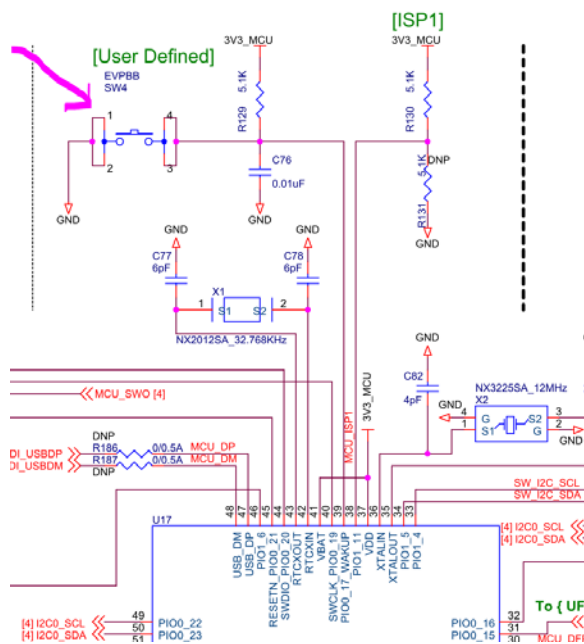 [ISP1]
3V3_MCU
3V3_MCU
[User Defined]
EVPBB
SW4
1
4
2
3
5.1K
R129
5.1K
R130
C76
0.01uF
DNP
5.1K
R131
GND
GND
GND
GND
GND
C77
6pF
C78
6pF
X1
1
S1
S2
2
NX2012SA_32.768KHz
GND
C82
4pF
NX3225SA_12MHz
X2
GND
4
G
S2
3
1
S1
G
2
GND
MCU_SWO [4]
3V3_MCU
MCU_ISP1
DNP
DI_USBDP
R186
0/0.5A
MCU_DP
DI_USBDM
R187
0/0.5A
MCU_DM
DNP
SW_I2C_SCL
SW_I2C_SDA
48
47
46
45
44
43
42
41
40
39
38
37
36
35
34
33
U17
USB_DM
USB_DP
PIO1_6
RESETN_PIO0_21
SWDIO_PIO0_20
RTCXOUT
RTCXIN
VBAT
SWCLK_PIO0_19
PIO0_17_WAKUP
PIO1_11
VDD
XTALIN
XTALOUT
PIO1_5
PIO1_4
[4] I2C0_SCL
[4] I2C0_SDA
[4] I2C0_SCL
49
PIO0_22
[4] I2C0_SDA
50
PIO0_23
51
PIO0_16
32
PIO0_15
31
30
To { UF
MCU_DE